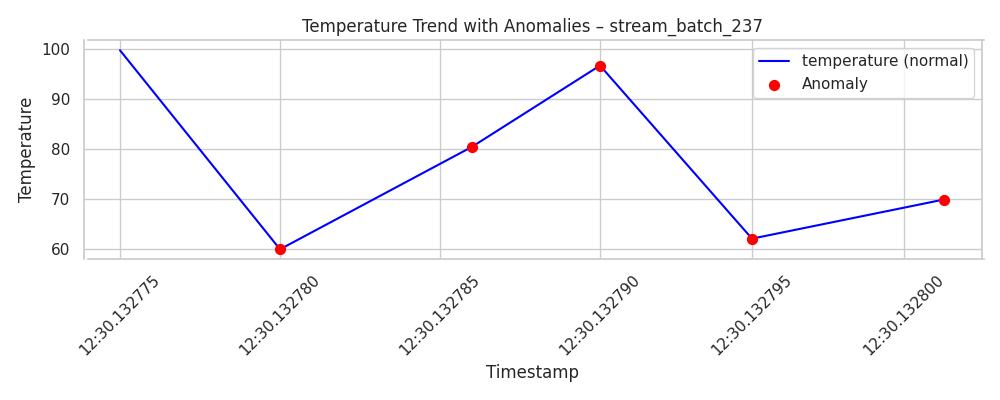 Temperature Trend with Anomalies – stream_batch_237
temperature (normal)
Anomaly
Temperature
100
90
80
70
60
12:30.132775
12:30.132780
12:30.132785
12:30.132790
12:30.132795
12:30.132800
Timestamp